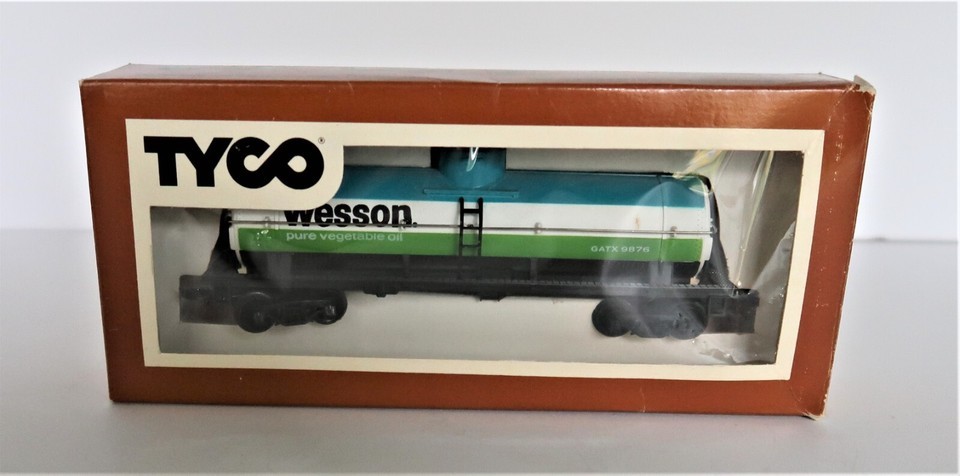 TYCO®
Wesson.
pure vegetable oil
GATX 9876